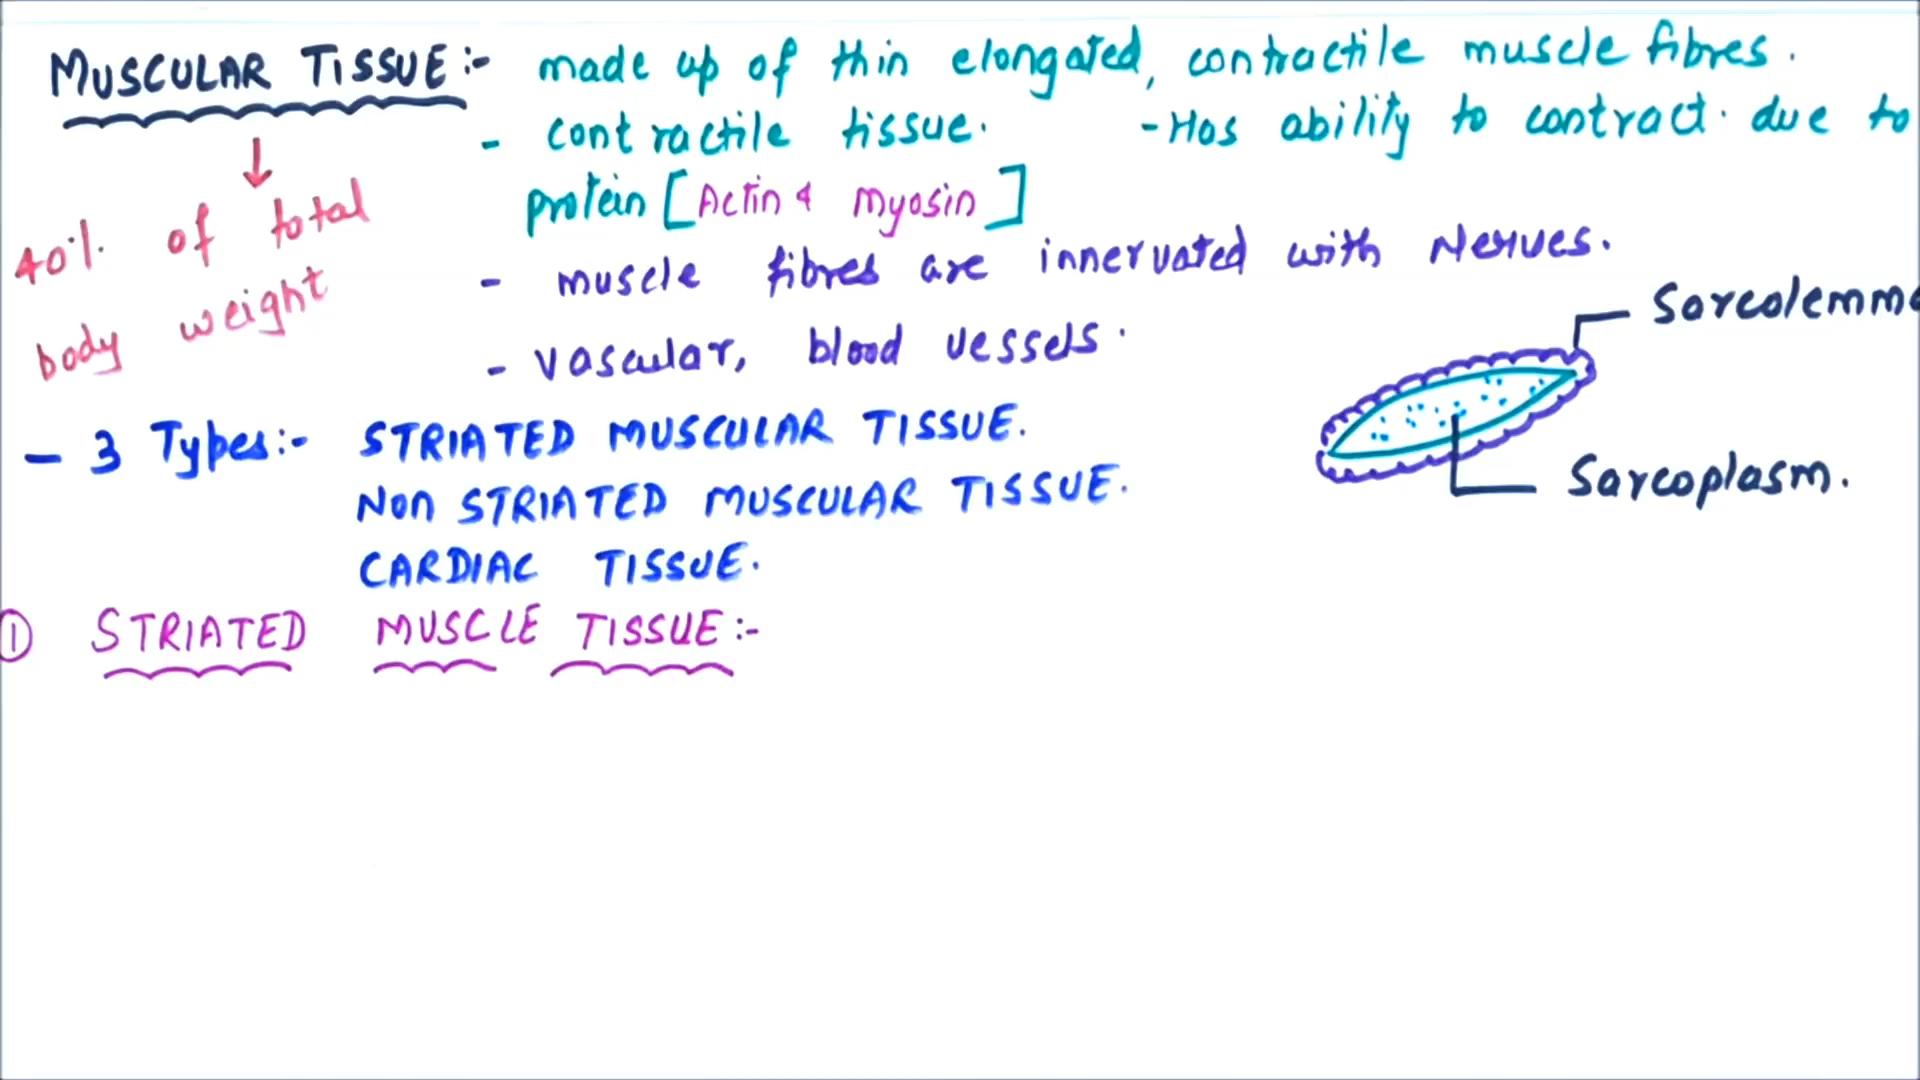 MUSCULAR TISSUE:- made up of thin elongated, contractile muscle fibres.
- contractile tissue. - Has ability to contract. due to
protein [Actin & Myosin]
40% of total
body weight
- muscle fibres are innervated with Nerves.
- vascular, blood vessels.
Sarcolemma
Sarcoplasm.
- 3 Types:- STRIATED MUSCULAR TISSUE.
Non STRIATED MUSCULAR TISSUE.
CARDIAC TISSUE.
① STRIATED MUSCLE TISSUE:-